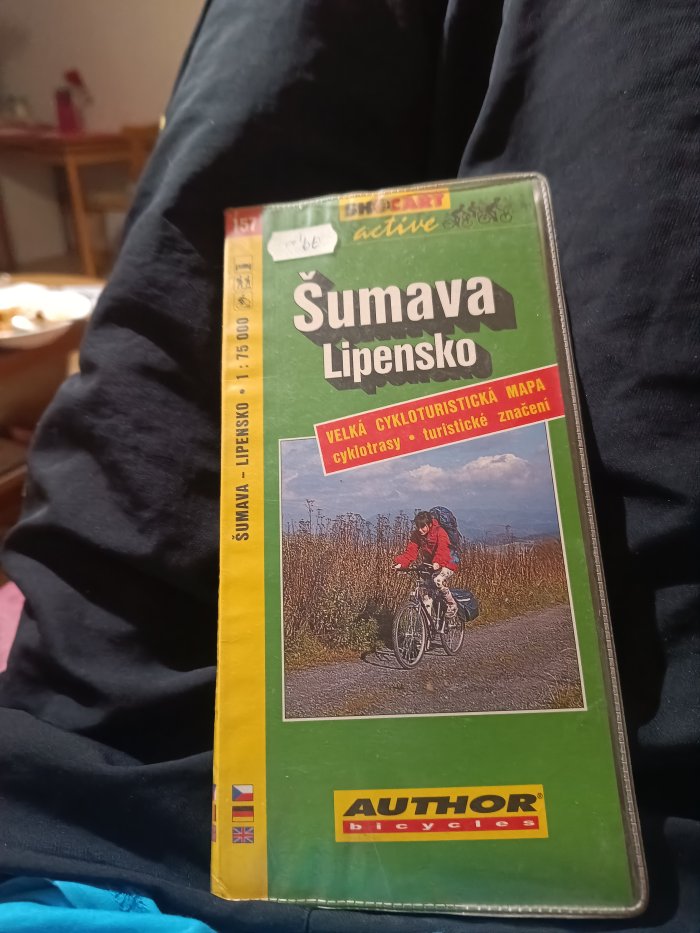 157
SHOCART
active
Šumava
Lipensko
VELKÁ CYKLOTURISTICKÁ MAPA
cyklotrasy • turistické značení
ŠUMAVA – LIPENSKO • 1 : 75 000
AUTHOR®
bicycles